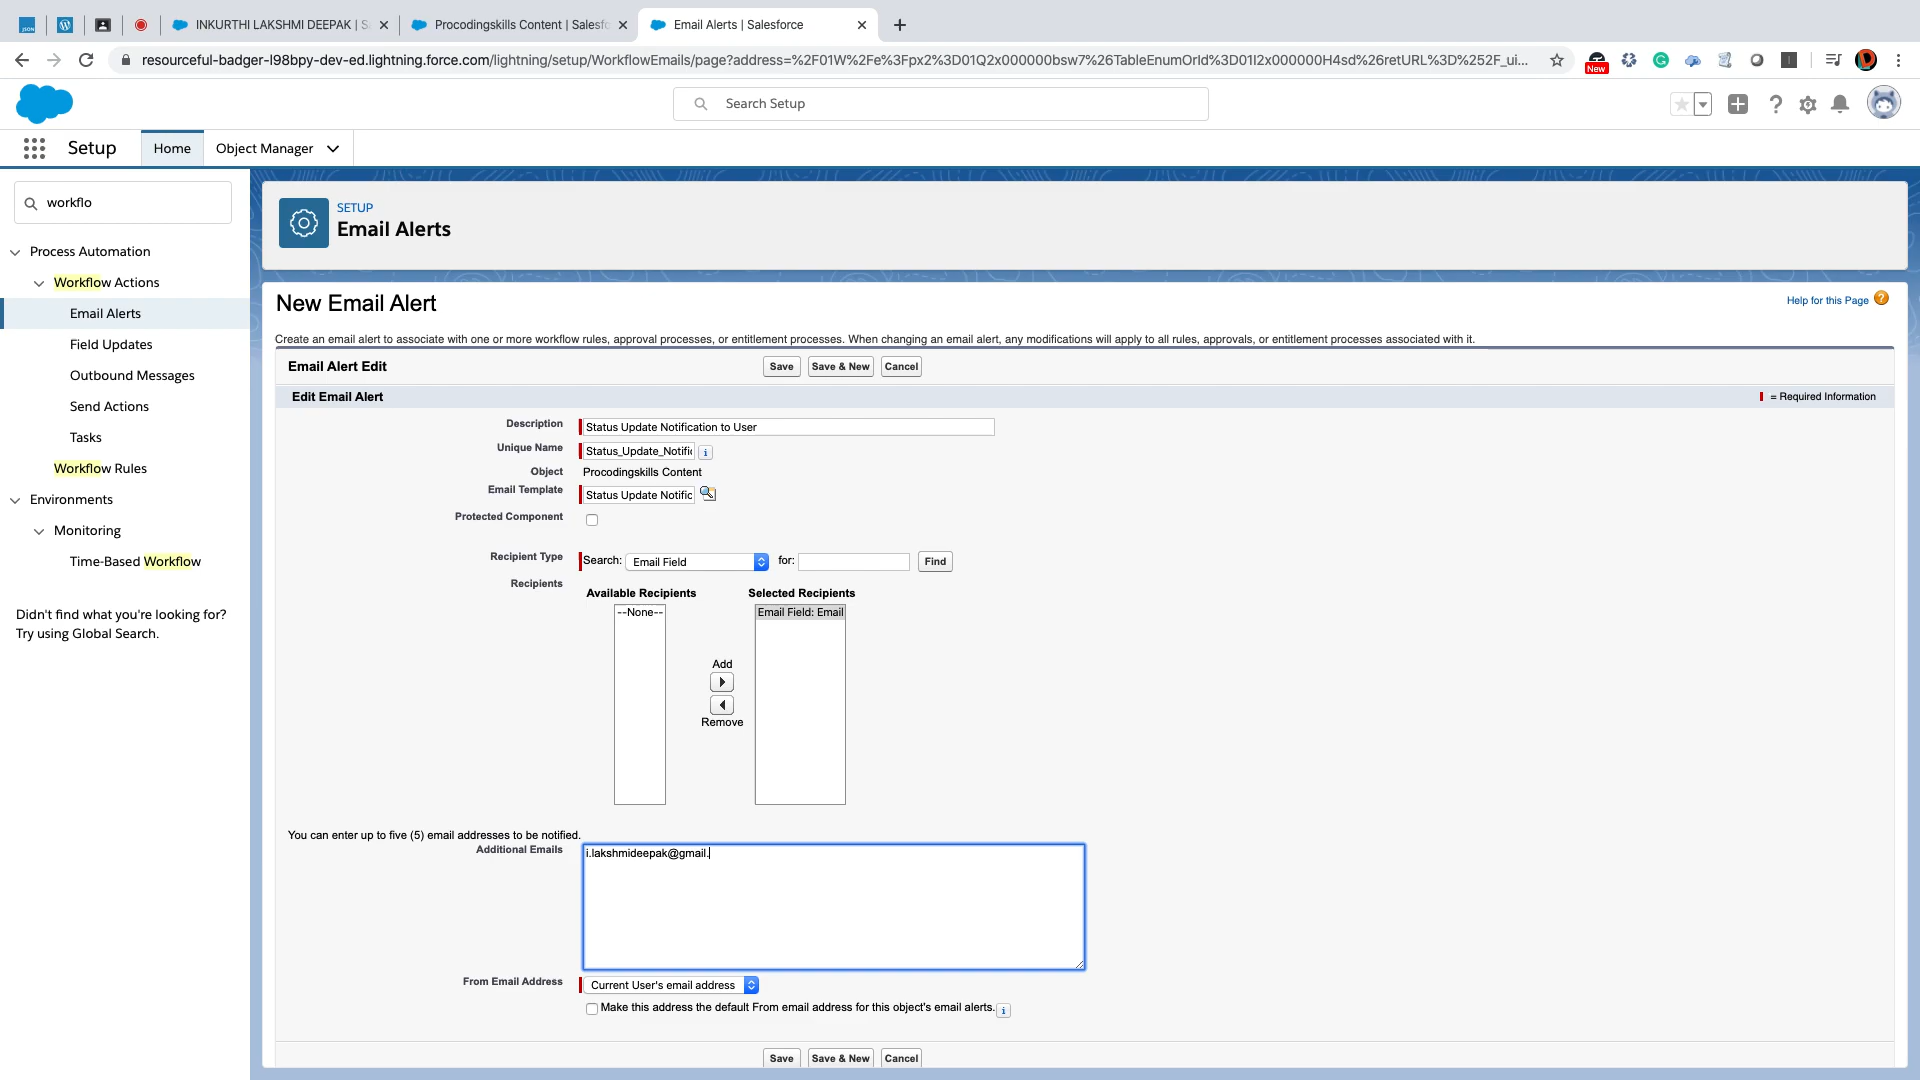 INKURTHI LAKSHMI DEEPAK | S
Procodingskills Content | Salesfo
Email Alerts | Salesforce
resourceful-badger-l98bpy-dev-ed.lightning.force.com/lightning/setup/WorkflowEmails/page?address=%2F01W%2Fe%3Fpx2%3D01Q2x000000bsw7%26TableEnumOrId%3D01I2x000000H4sd%26retURL%3D%252F_ui...
New
Search Setup
Setup
Home
Object Manager
workflo
Process Automation
Workflow Actions
Email Alerts
Field Updates
Outbound Messages
Send Actions
Tasks
Workflow Rules
Environments
Monitoring
Time-Based Workflow
Didn't find what you're looking for?
Try using Global Search.
SETUP
Email Alerts
New Email Alert
Help for this Page
Create an email alert to associate with one or more workflow rules, approval processes, or entitlement processes. When changing an email alert, any modifications will apply to all rules, approvals, or entitlement processes associated with it.
Email Alert Edit
Save
Save & New
Cancel
Edit Email Alert
= Required Information
Description
Status Update Notification to User
Unique Name
Status_Update_Notific
Object
Procodingskills Content
Email Template
Status Update Notific
Protected Component
Recipient Type
Search:
Email Field
for:
Find
Recipients
Available Recipients
Selected Recipients
--None--
Email Field: Email
Add
Remove
You can enter up to five (5) email addresses to be notified.
Additional Emails
i.lakshmideepak@gmail.
From Email Address
Current User's email address
Make this address the default From email address for this object's email alerts.
Save
Save & New
Cancel